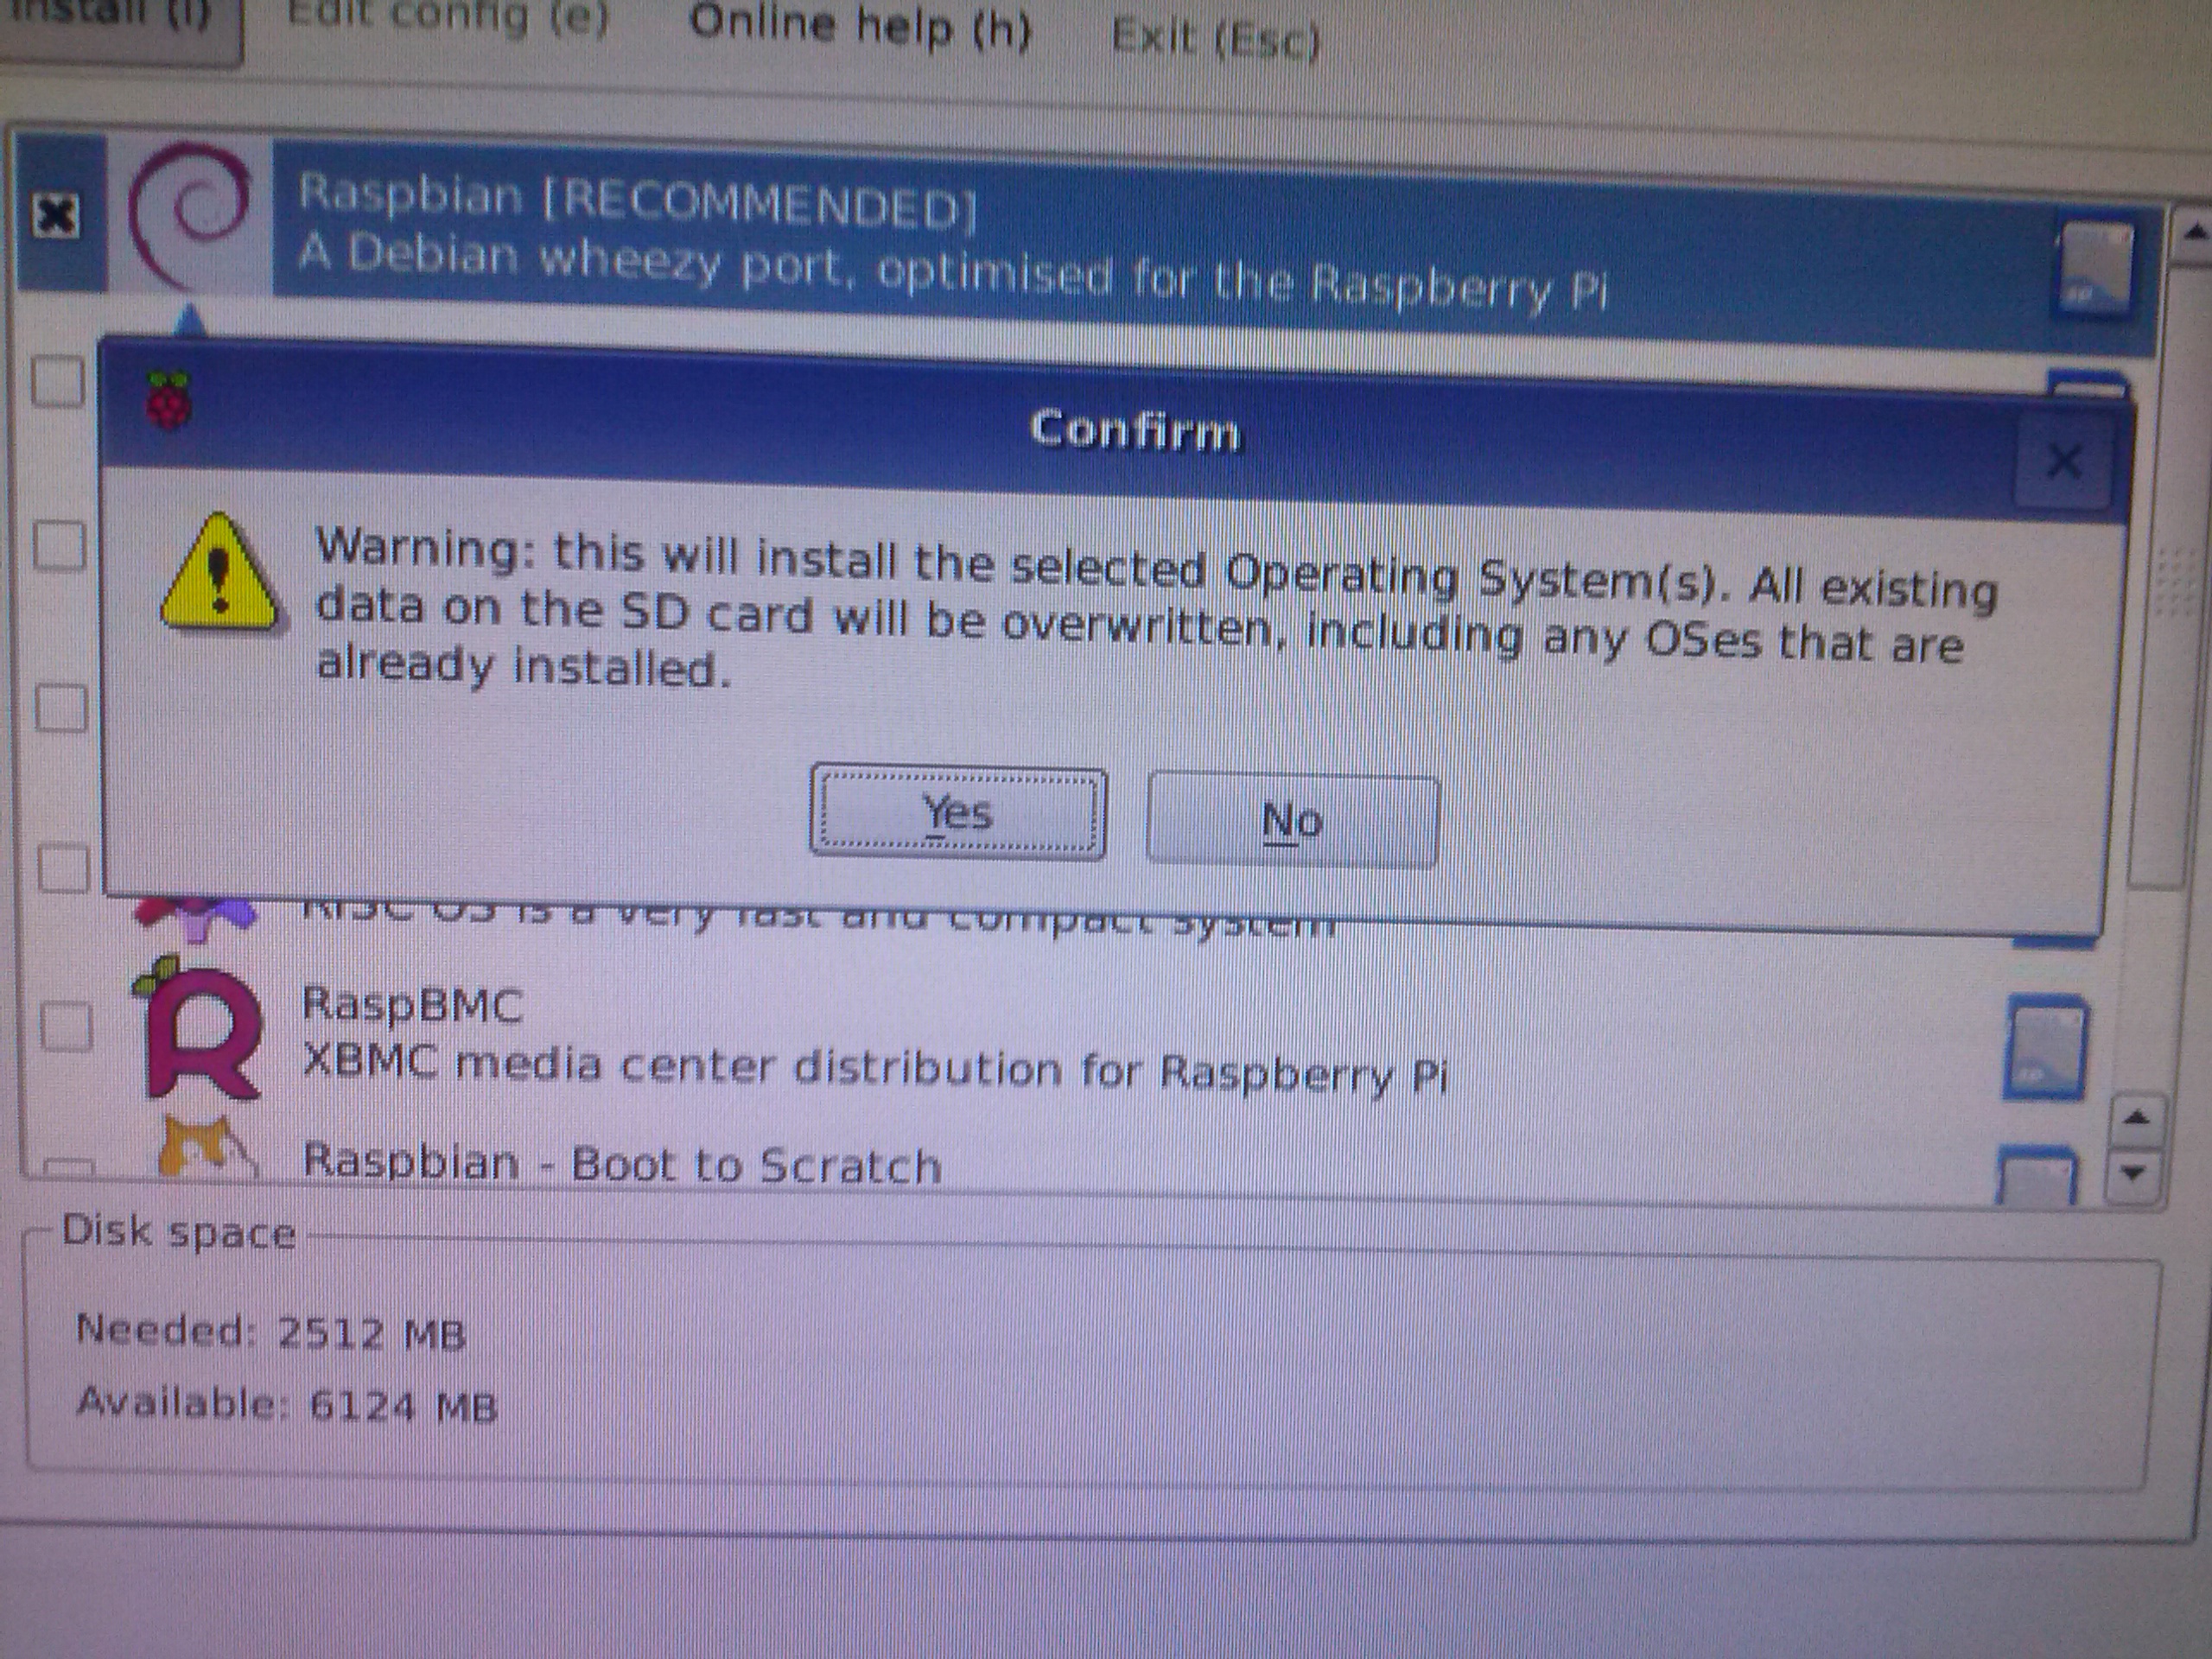 Install (i) Edit config (e) Online help (h) Exit (Esc)
Raspbian [RECOMMENDED]
A Debian wheezy port, optimised for the Raspberry Pi
Confirm
Warning: this will install the selected Operating System(s). All existing
data on the SD card will be overwritten, including any OSes that are
already installed.
Yes No
RISC OS is a very fast and compact system
RaspBMC
XBMC media center distribution for Raspberry Pi
Raspbian - Boot to Scratch
Disk space
Needed: 2512 MB
Available: 6124 MB